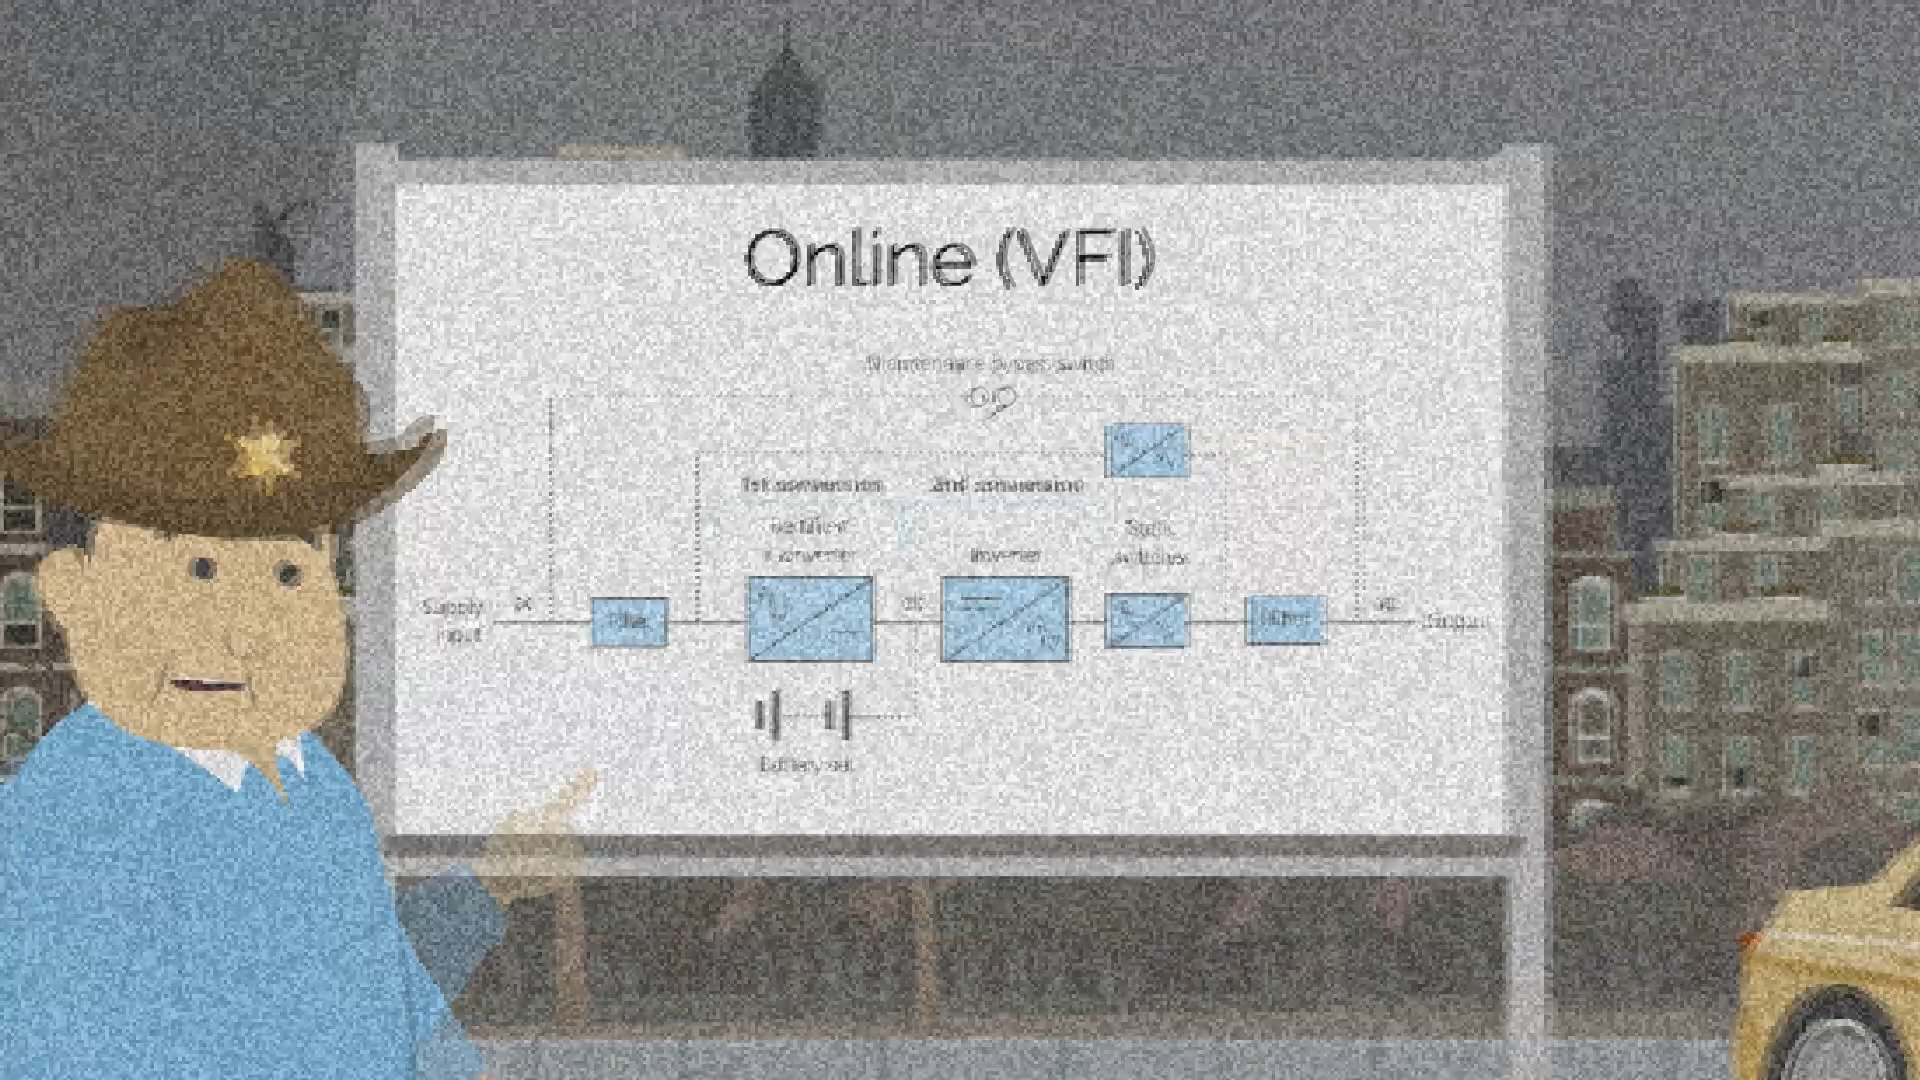 Online (VFI)
Maintenance bypass switch
1st conversion 2nd conversion
Rectifier/ Static
Converter Inverter switches
Supply
input
Filter
Filter
Output
Battery set